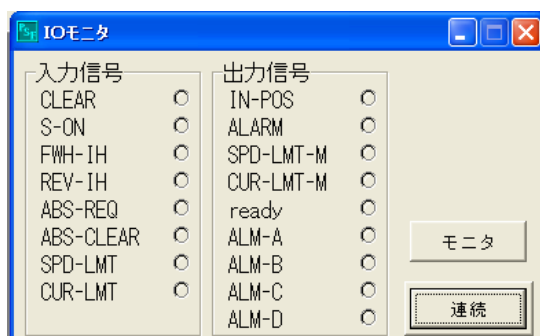 IOモニタ
入力信号
CLEAR
S-ON
FWH-IH
REV-IH
ABS-REQ
ABS-CLEAR
SPD-LMT
CUR-LMT
出力信号
IN-POS
ALARM
SPD-LMT-M
CUR-LMT-M
ready
ALM-A
ALM-B
ALM-C
ALM-D
モニタ
連続